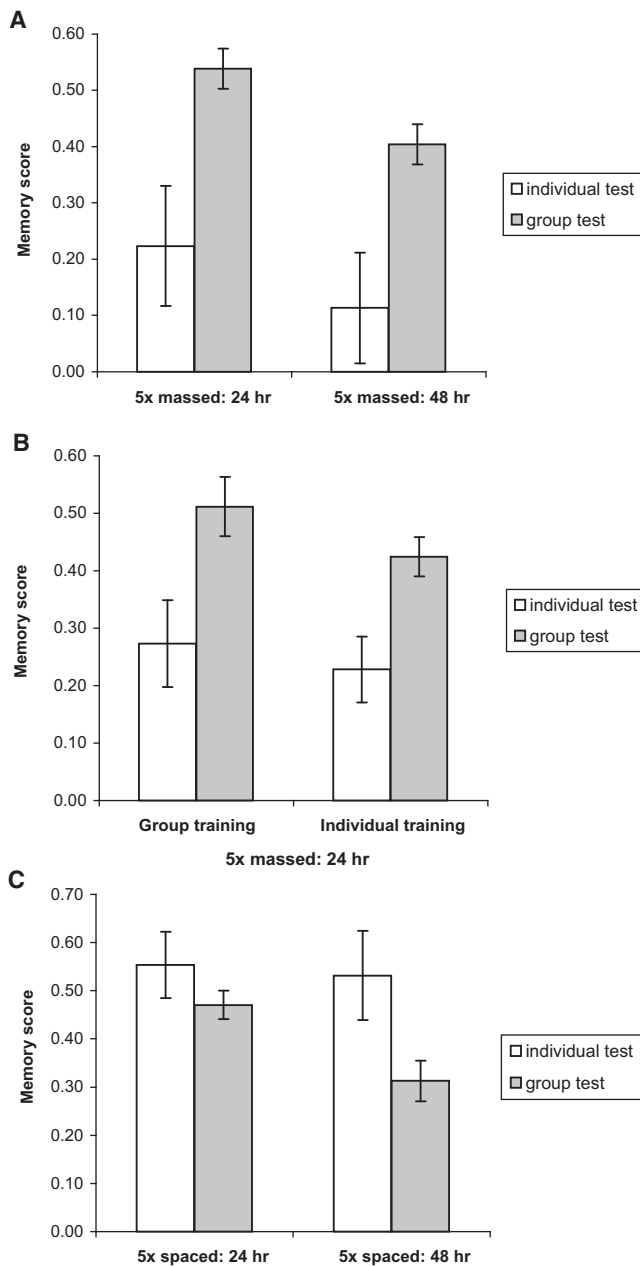 A
0.60
0.50
0.40
0.30
0.20
0.10
0.00
Memory score
5x massed: 24 hr
5x massed: 48 hr
individual test
group test
B
0.60
0.50
0.40
0.30
0.20
0.10
0.00
Memory score
Group training
Individual training
5x massed: 24 hr
individual test
group test
C
0.70
0.60
0.50
0.40
0.30
0.20
0.10
0.00
Memory score
5x spaced: 24 hr
5x spaced: 48 hr
individual test
group test